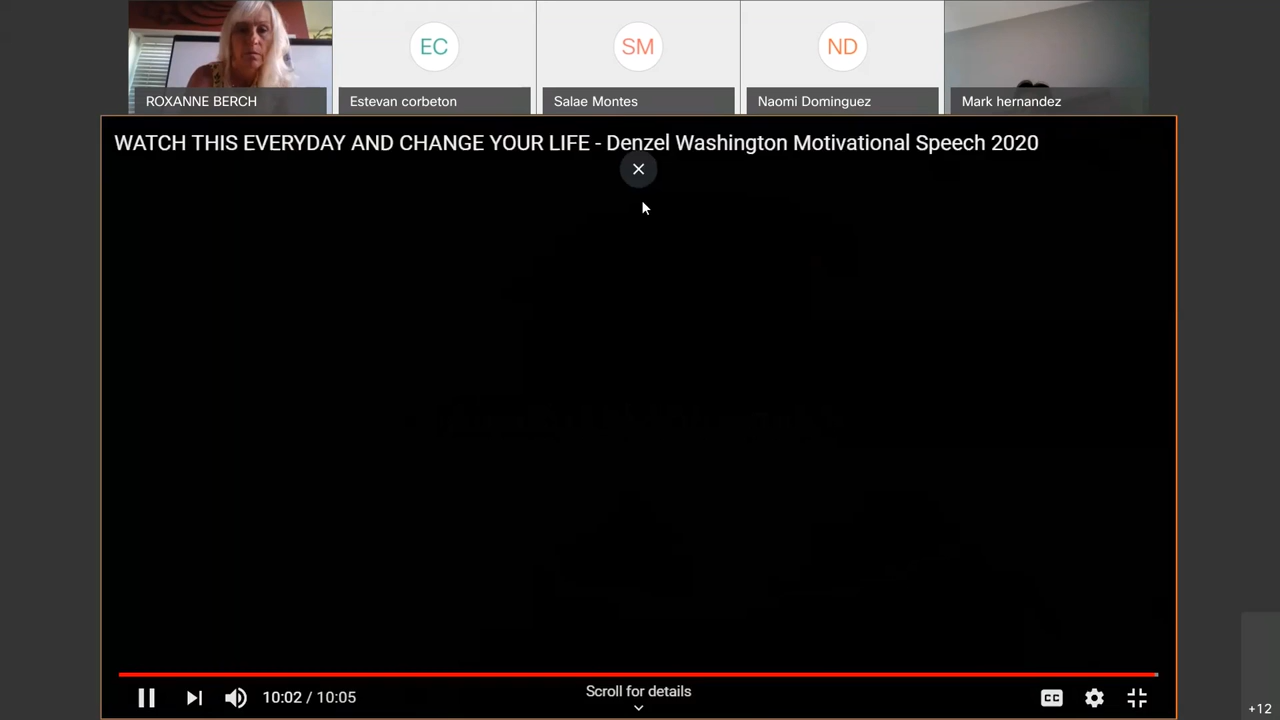 EC
SM
ND
ROXANNE BERCH
Estevan corbeton
Salae Montes
Naomi Dominguez
Mark hernandez
WATCH THIS EVERYDAY AND CHANGE YOUR LIFE - Denzel Washington Motivational Speech 2020
10:02 / 10:05
Scroll for details
CC
+12